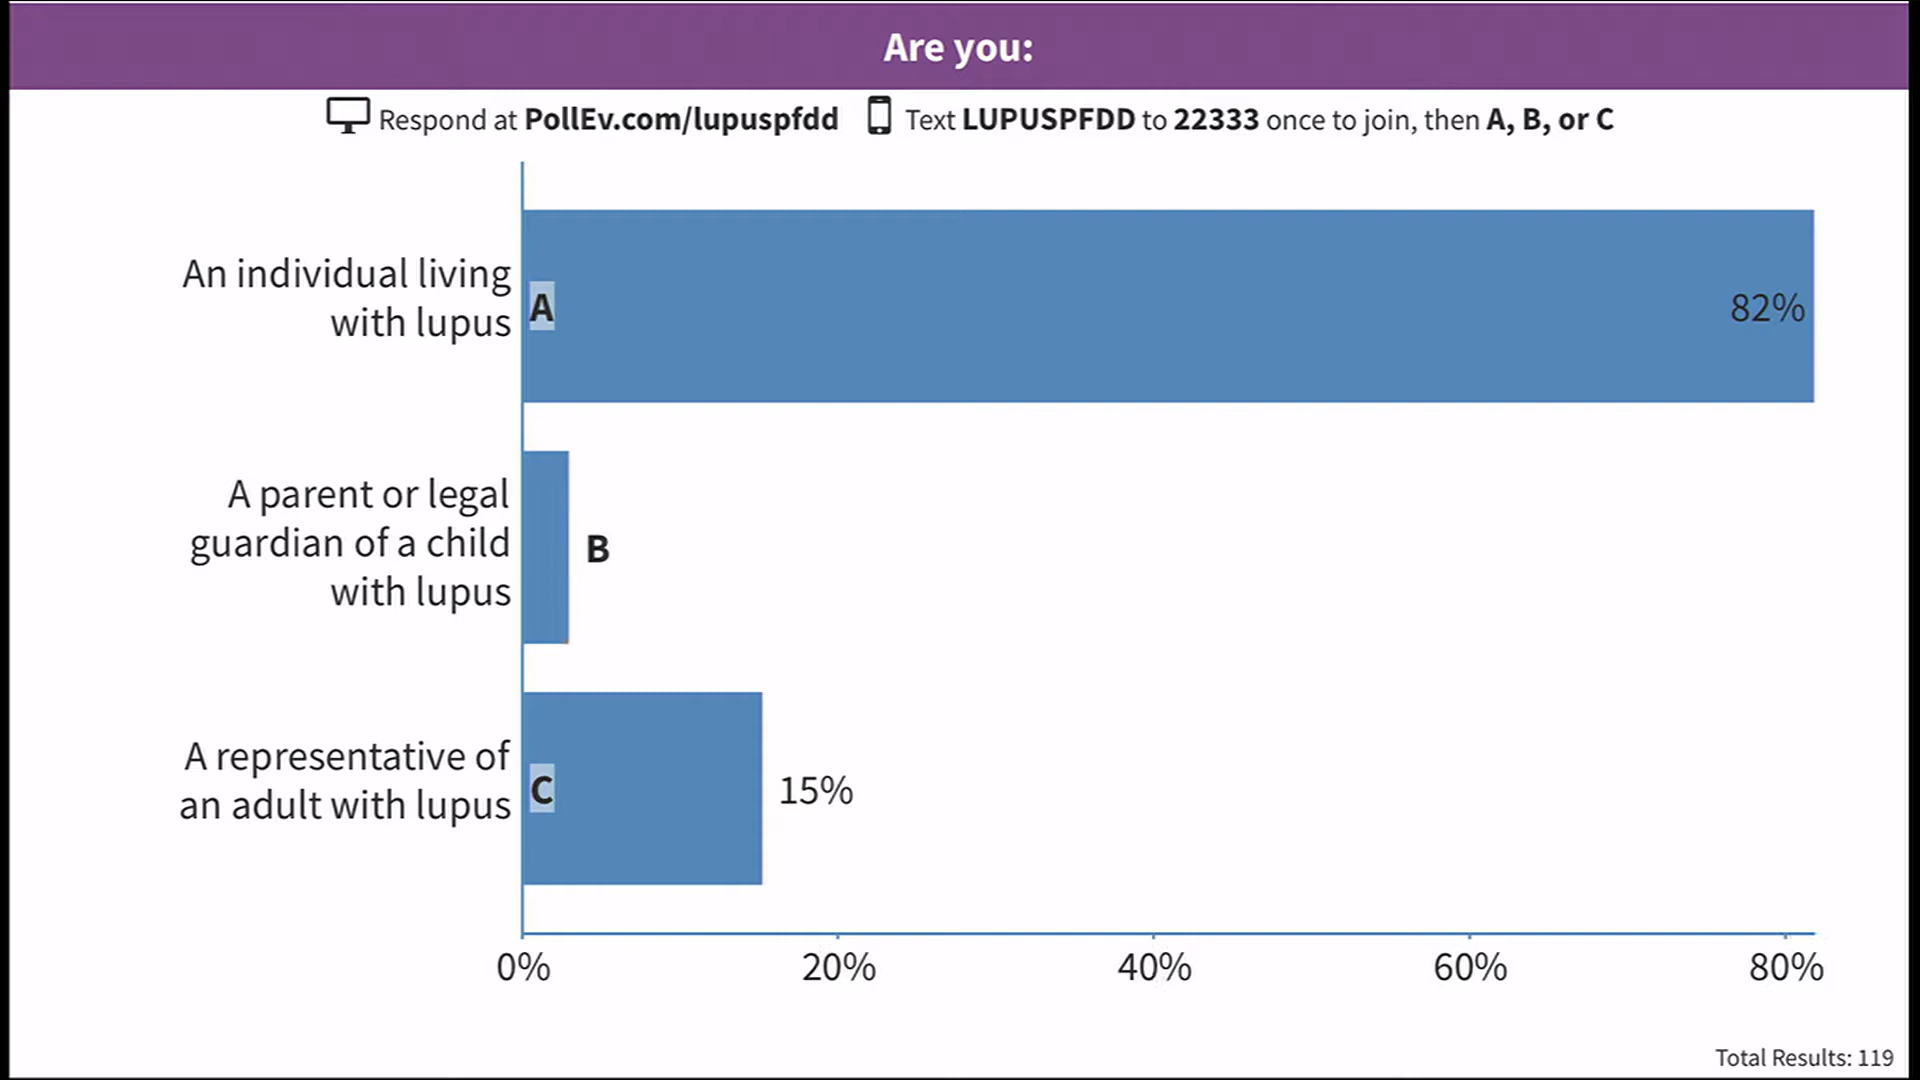 Are you:
Respond at PollEv.com/lupuspfdd Text LUPUSPFDD to 22333 once to join, then A, B, or C
An individual living
with lupus
A
82%
A parent or legal
guardian of a child
with lupus
B
A representative of
an adult with lupus
C
15%
0% 20% 40% 60% 80%
Total Results: 119